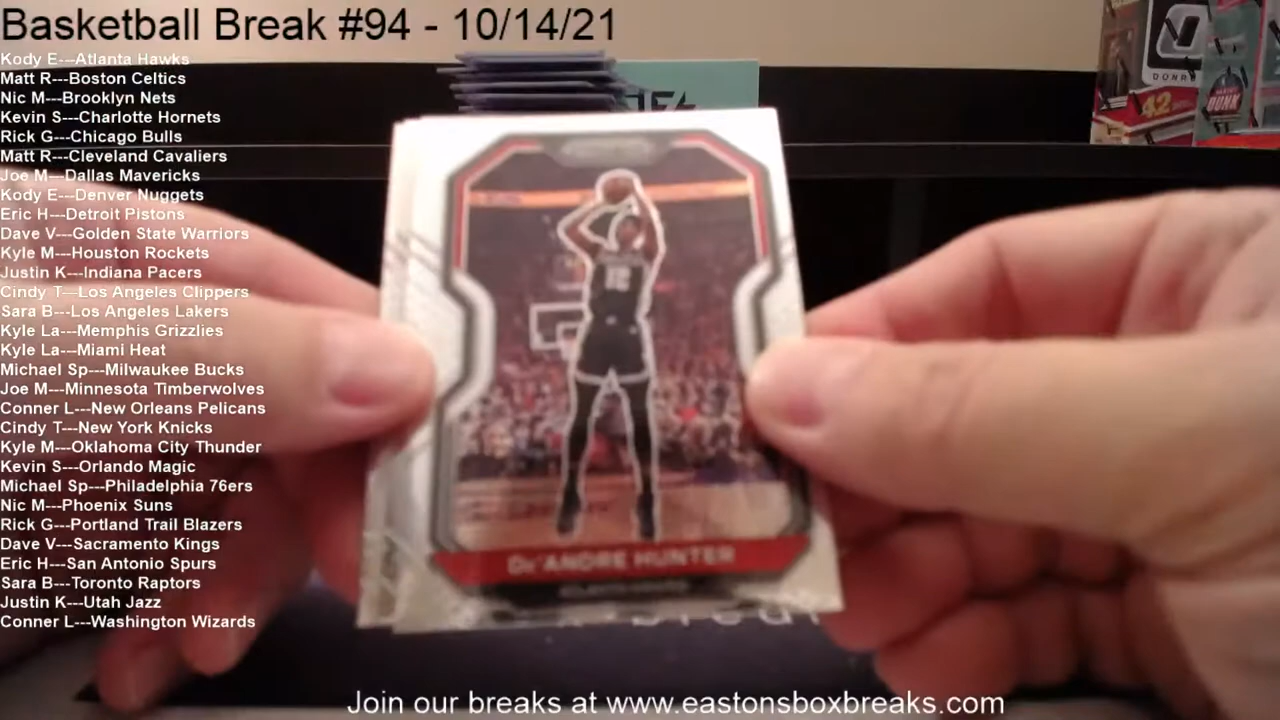 Basketball Break #94 - 10/14/21
Kody E---Atlanta Hawks
Matt R---Boston Celtics
Nic M---Brooklyn Nets
Kevin S---Charlotte Hornets
Rick G---Chicago Bulls
Matt R---Cleveland Cavaliers
Joe M---Dallas Mavericks
Kody E---Denver Nuggets
Eric H---Detroit Pistons
Dave V---Golden State Warriors
Kyle M---Houston Rockets
Justin K---Indiana Pacers
Cindy T---Los Angeles Clippers
Sara B---Los Angeles Lakers
Kyle La---Memphis Grizzlies
Kyle La---Miami Heat
Michael Sp---Milwaukee Bucks
Joe M---Minnesota Timberwolves
Conner L---New Orleans Pelicans
Cindy T---New York Knicks
Kyle M---Oklahoma City Thunder
Kevin S---Orlando Magic
Michael Sp---Philadelphia 76ers
Nic M---Phoenix Suns
Rick G---Portland Trail Blazers
Dave V---Sacramento Kings
Eric H---San Antonio Spurs
Sara B---Toronto Raptors
Justin K---Utah Jazz
Conner L---Washington Wizards
DONR
42
DUNK
12
De'ANDRE HUNTER
Join our breaks at www.eastonsboxbreaks.com